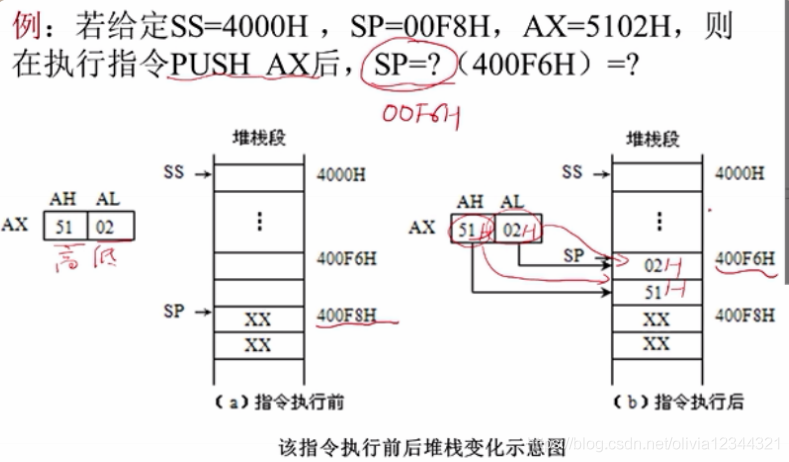 例：若给定SS=4000H，SP=00F8H，AX=5102H，则
在执行指令PUSH AX后，SP=?（400F6H）=?
00F6H
堆栈段
堆栈段
SS
4000H
SS
4000H
AH AL
AX 51 02
高 低
⋮
AH AL
AX 51H 02H
⋮
400F6H
SP
02H
400F6H
51H
SP
XX
400F8H
XX
400F8H
XX
XX
（a）指令执行前
（b）指令执行后
该指令执行前后堆栈变化示意图
blog.csdn.net/olivia12344321